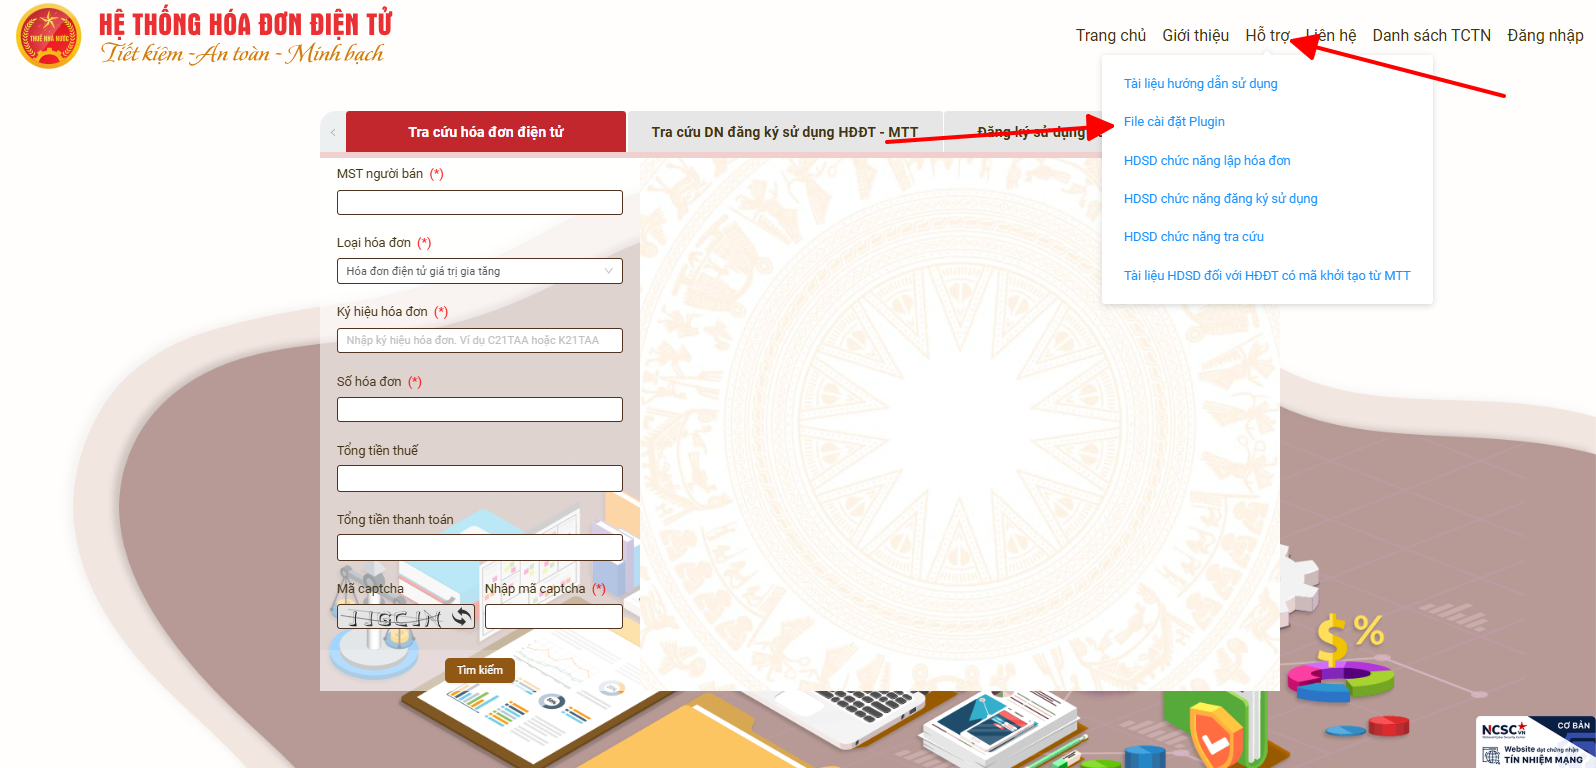 THUẾ NHÀ NƯỚC
HỆ THỐNG HÓA ĐƠN ĐIỆN TỬ
Tiết kiệm - An toàn - Minh bạch
Trang chủ Giới thiệu Hỗ trợ Liên hệ Danh sách TCTN Đăng nhập
Tài liệu hướng dẫn sử dụng
File cài đặt Plugin
HDSD chức năng lập hóa đơn
HDSD chức năng đăng ký sử dụng
HDSD chức năng tra cứu
Tài liệu HDSD đối với HĐĐT có mã khởi tạo từ MTT
Tra cứu hóa đơn điện tử
Tra cứu DN đăng ký sử dụng HĐĐT - MTT
Đăng ký sử dụng
MST người bán (*)
Loại hóa đơn (*)
Hóa đơn điện tử giá trị gia tăng
Ký hiệu hóa đơn (*)
Nhập ký hiệu hóa đơn. Ví dụ C21TAA hoặc K21TAA
Số hóa đơn (*)
Tổng tiền thuế
Tổng tiền thanh toán
Mã captcha
Nhập mã captcha (*)
Tìm kiếm
$%
NCSC.VN
CƠ BẢN
Website đạt chứng nhận
TÍN NHIỆM MẠNG